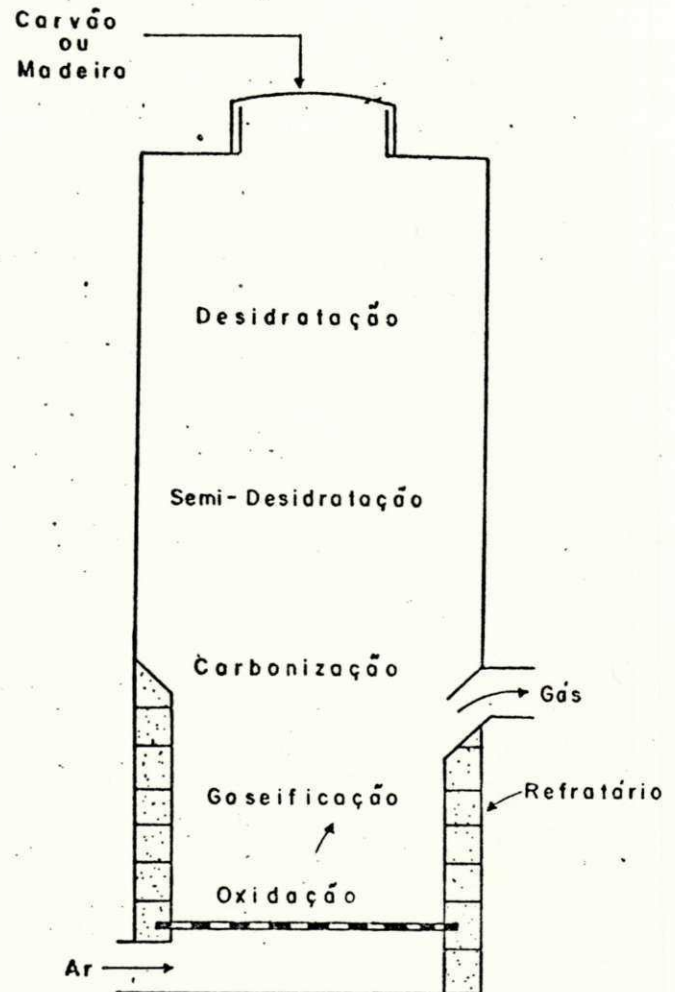 Carvão
ou
Madeira
Desidratação
Semi-Desidratação
Carbonização
Gás
Gaseificação
Refratário
Oxidação
Ar